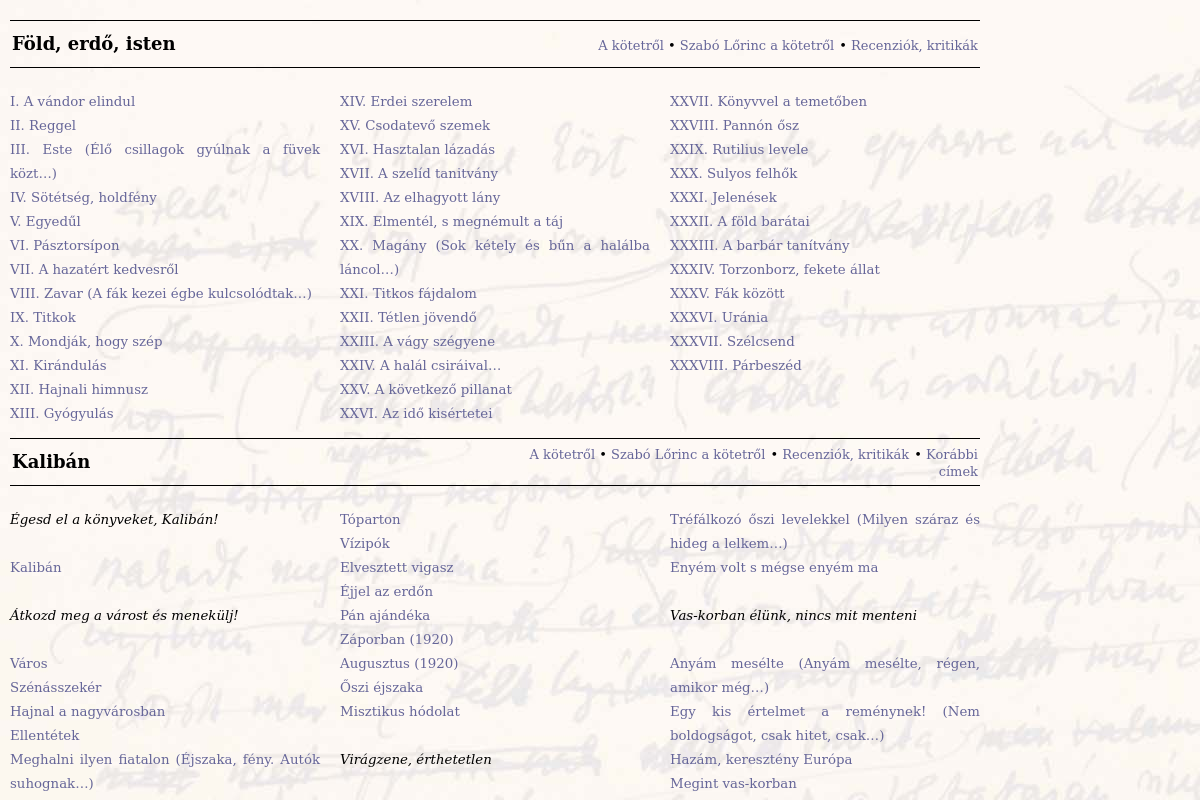 Föld, erdő, isten
A kötetről • Szabó Lőrinc a kötetről • Recenziók, kritikák
I. A vándor elindul
II. Reggel
III. Este (Élő csillagok gyúlnak a füvek
közt...)
IV. Sötétség, holdfény
V. Egyedűl
VI. Pásztorsípon
VII. A hazatért kedvesről
VIII. Zavar (A fák kezei égbe kulcsolódtak...)
IX. Titkok
X. Mondják, hogy szép
XI. Kirándulás
XII. Hajnali himnusz
XIII. Gyógyulás
XIV. Erdei szerelem
XV. Csodatevő szemek
XVI. Hasztalan lázadás
XVII. A szelíd tanitvány
XVIII. Az elhagyott lány
XIX. Elmentél, s megnémult a táj
XX. Magány (Sok kétely és bűn a halálba
láncol...)
XXI. Titkos fájdalom
XXII. Tétlen jövendő
XXIII. A vágy szégyene
XXIV. A halál csiráival...
XXV. A következő pillanat
XXVI. Az idő kisértetei
XXVII. Könyvvel a temetőben
XXVIII. Pannón ősz
XXIX. Rutilius levele
XXX. Sulyos felhők
XXXI. Jelenések
XXXII. A föld barátai
XXXIII. A barbár tanítvány
XXXIV. Torzonborz, fekete állat
XXXV. Fák között
XXXVI. Uránia
XXXVII. Szélcsend
XXXVIII. Párbeszéd
Kalibán
A kötetről • Szabó Lőrinc a kötetről • Recenziók, kritikák • Korábbi
címek
Égesd el a könyveket, Kalibán!
Kalibán
Átkozd meg a várost és menekülj!
Város
Szénásszekér
Hajnal a nagyvárosban
Ellentétek
Meghalni ilyen fiatalon (Éjszaka, fény. Autók
suhognak...)
Tóparton
Vízipók
Elvesztett vigasz
Éjjel az erdőn
Pán ajándéka
Záporban (1920)
Augusztus (1920)
Őszi éjszaka
Misztikus hódolat
Virágzene, érthetetlen
Tréfálkozó őszi levelekkel (Milyen száraz és
hideg a lelkem...)
Enyém volt s mégse enyém ma
Vas-korban élünk, nincs mit menteni
Anyám mesélte (Anyám mesélte, régen,
amikor még...)
Egy kis értelmet a reménynek! (Nem
boldogságot, csak hitet, csak...)
Hazám, keresztény Európa
Megint vas-korban